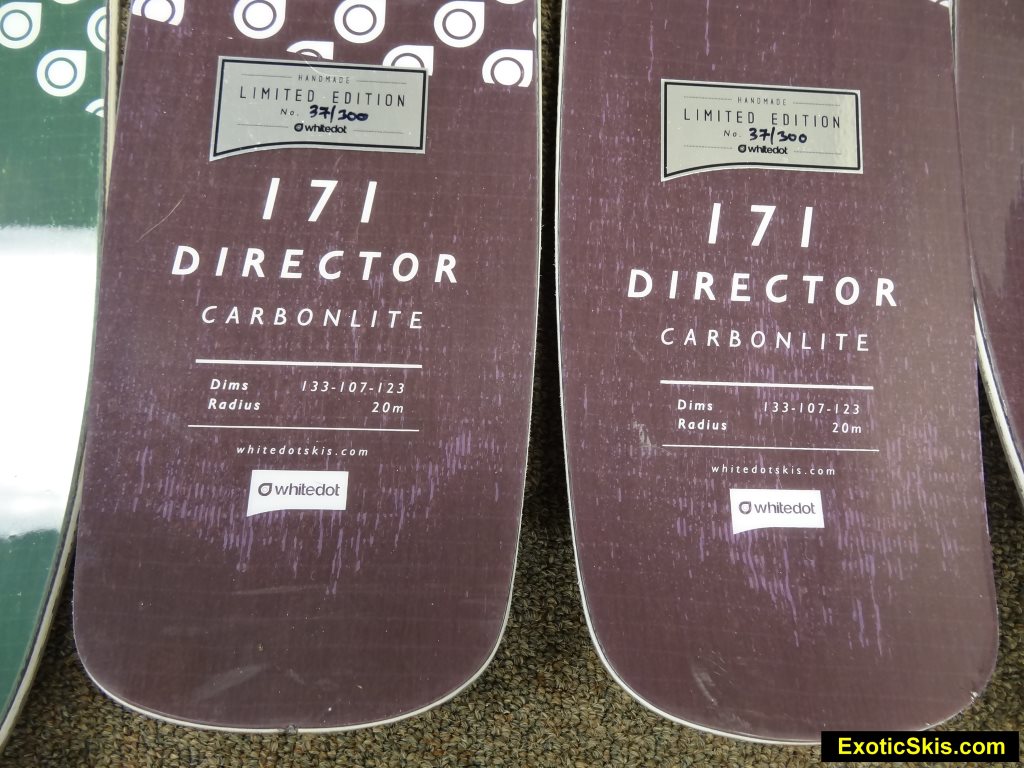 HANDMADE
LIMITED EDITION
No. 37/300
whitedot
171
DIRECTOR
CARBONLITE
Dims 133-107-123
Radius 20m
whitedotskis.com
whitedot
HANDMADE
LIMITED EDITION
No. 37/300
whitedot
171
DIRECTOR
CARBONLITE
Dims 133-107-123
Radius 20m
whitedotskis.com
whitedot
ExoticSkis.com